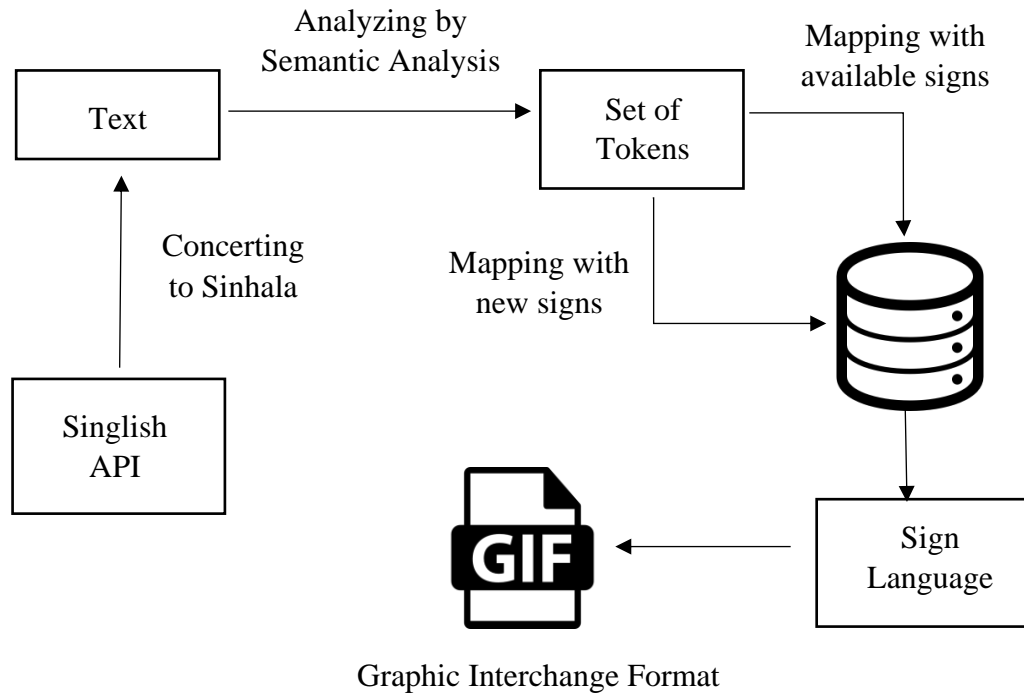 Analyzing by
Semantic Analysis
Mapping with
available signs
Text
Set of
Tokens
Concerting
to Sinhala
Mapping with
new signs
Singlish
API
GIF
Sign
Language
Graphic Interchange Format